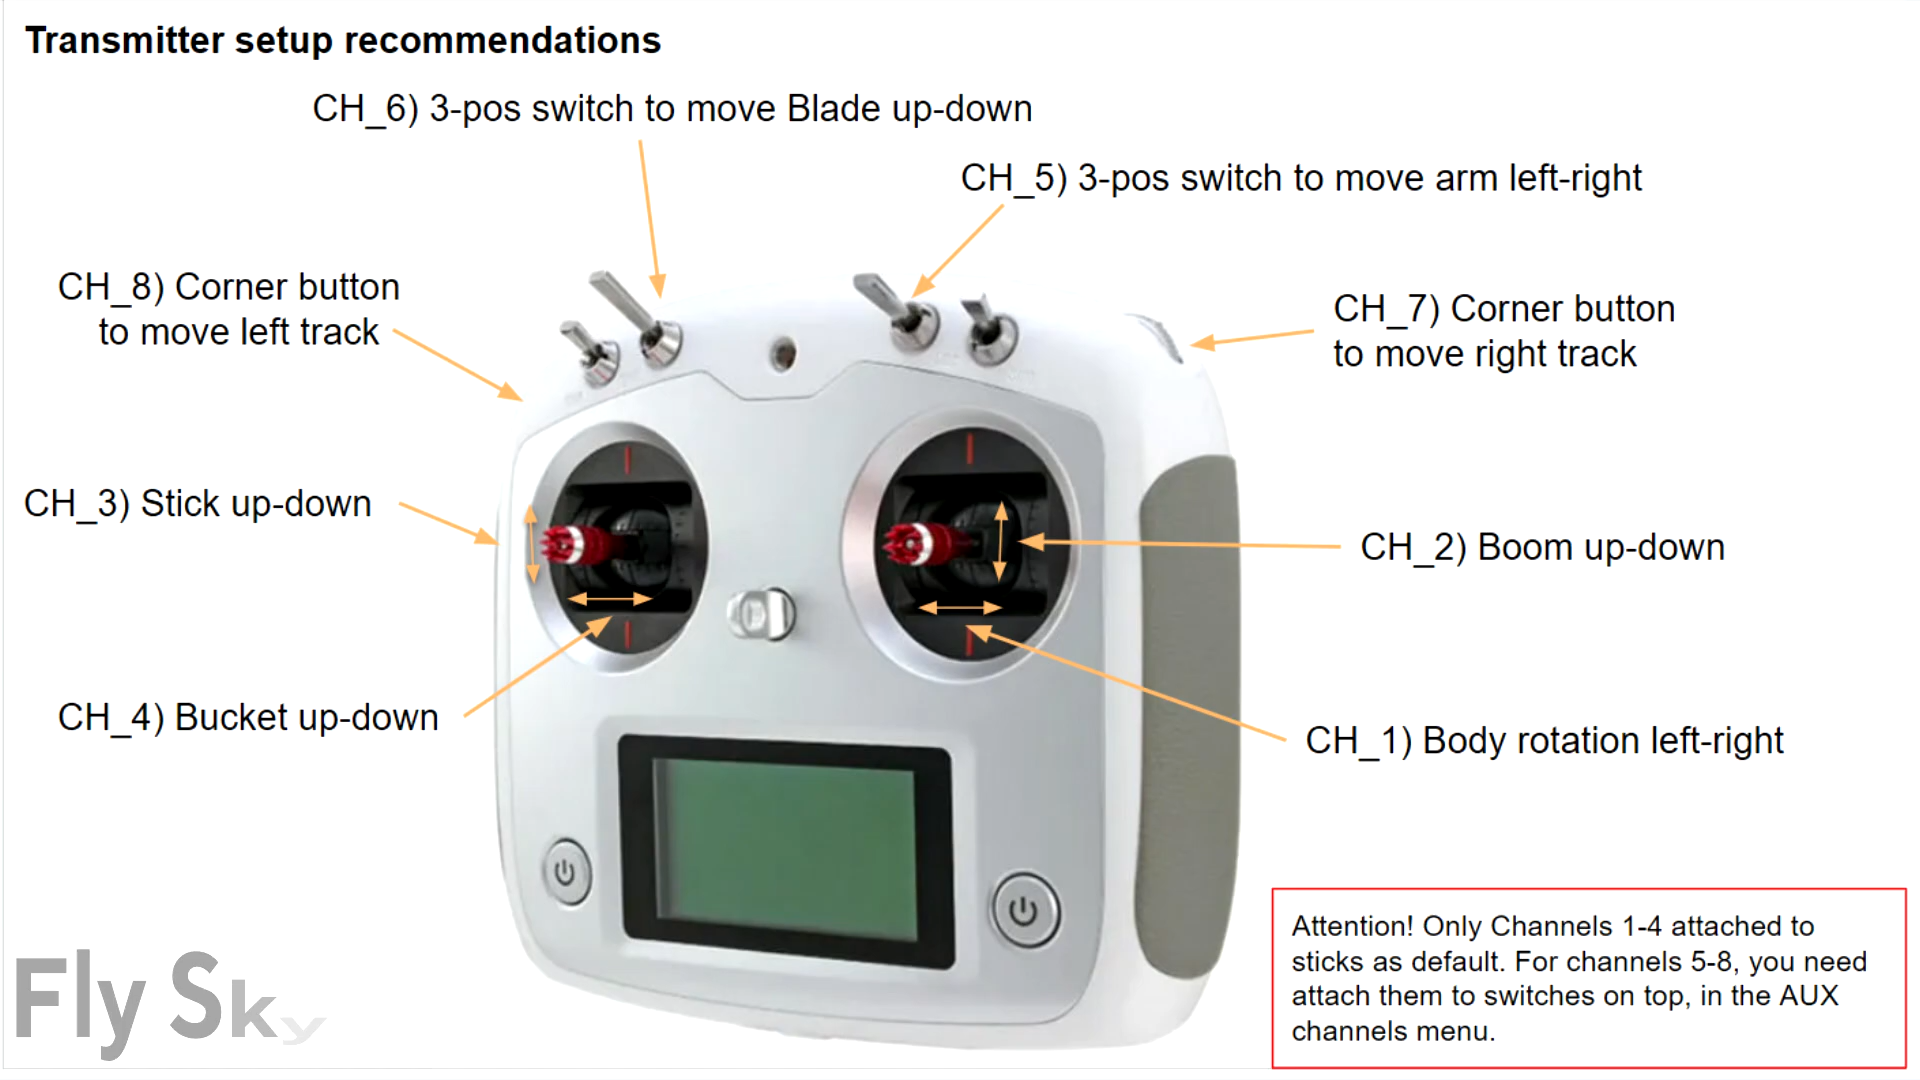 Transmitter setup recommendations
CH_6) 3-pos switch to move Blade up-down
CH_5) 3-pos switch to move arm left-right
CH_8) Corner button
to move left track
CH_7) Corner button
to move right track
CH_3) Stick up-down
CH_2) Boom up-down
CH_4) Bucket up-down
CH_1) Body rotation left-right
Attention! Only Channels 1-4 attached to
sticks as default. For channels 5-8, you need
attach them to switches on top, in the AUX
channels menu.
Fly Sky